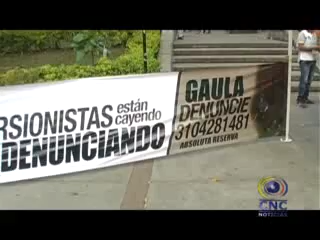 RSIONISTAS están cayendo
DENUNCIANDO
GAULA
DENUNCIE
3104281481
ABSOLUTA RESERVA
CNC
NOTICIAS